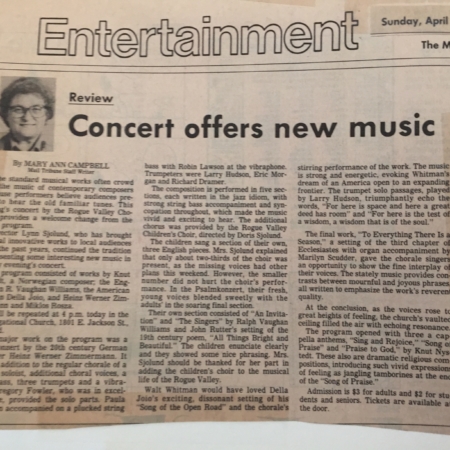 Entertainment
Sunday, April
The M
Review
Concert offers new music
By MARY ANN CAMPBELL
Mail Tribune Staff Writer
standard musical works often crowd
the music of contemporary composers
performers believe audiences
hear the old familiar tones. This
concert by the Rogue Valley Cho-
becomes a welcome change from the
program.
Lynn Sjolund, who has brought
innovative works to local audiences
past years, continued the tradition
senting some interesting new music in
evening's concert.
program consisted of works by Knut
a Norwegian composer; the
R. Vaughan Williams, the American
Della Joio, and Heinz Werner Zim-
and Miklos Rozsa.
be repeated at 4 p.m. today in the
Church, 1801 E. Jackson St.,
major work on the program was a
by the 20th century German
Heinz Werner Zimmermann. It
addition to the regular chorale of a
soloist, additional choral voices, a
bass, three trumpets and a vibra-
Gregory Fowler, who was in
provided the solo parts. Paula
accompanied on a plucked string
bass with Robin Lawson at the vibraphone.
Trumpeters were Larry Hudson, Eric Mor-
gan and Richard Dramer.
The concert is performed in five sec-
tions, each written in the jazz idiom, with
strong string bass accompaniment and syn-
copation throughout, which made the music
vivid and exciting to hear. The additional
chorus was provided by the Rogue Valley
Children's Choir, directed by Doris Sjolund.
The children sang a section of their own,
three English pieces. Mrs. Sjolund explained
that only about two-thirds of the choir was
present, as the missing voices had other
plans this weekend. However, the smaller
number did not hurt the choir's perfor-
mance. In the Psalmkonzert, their
young voices blended sweetly with the
adults in the soaring final section.
Their own section consisted of "An Invita-
tion" and "The Singers" by Ralph Vaughan
Williams and John Rutter's setting of the
19th century poem, "All Things Bright and
Beautiful." The children enunciate clearly
and they showed some nice phrasing. Mrs.
Sjolund should be thanked for her part in
adding the children's choir to the musical
life of the Rogue Valley.
Walt Whitman would have loved Della
Joio's exciting, dissonant setting of his
"Song of the Open Road" and the chorale's
stirring performance of the work. The music
is strong and energetic, evoking Whitman's
dream of America open to an expanding
frontier. The trumpet solo passages, played
by Larry Hudson, triumphantly echo the
words, "For here is space and here a great
deed has room" and "For here is the test of
a wisdom, a wisdom that is of the soul."
The final work, "To Everything There Is a
Season," a setting of the third chapter of
Ecclesiastes with organ accompaniment by
Marilyn Scudder, gave the chorale singers
an opportunity to show the fine interplay of
their voices. The stately music provides con-
trasts between mournful and joyous phrases,
all written to emphasize the work's reverent
quality.
At the conclusion, as the voices rose to
great heights of feeling, the church's vaulted
ceiling filled the air with echoing resonance.
The program opened with three a cap-
pella anthems, "Sing and Rejoice," "Song of
Praise" and "Praise to God," by Knut Nys-
tedt. These also are dramatic religious com-
positions, introducing such vivid expressions
of feeling as jangling tamborines at the end
of the "Song of Praise."
Admission is $3 for adults and $2 for stu-
dents and seniors. Tickets are available at
the door.